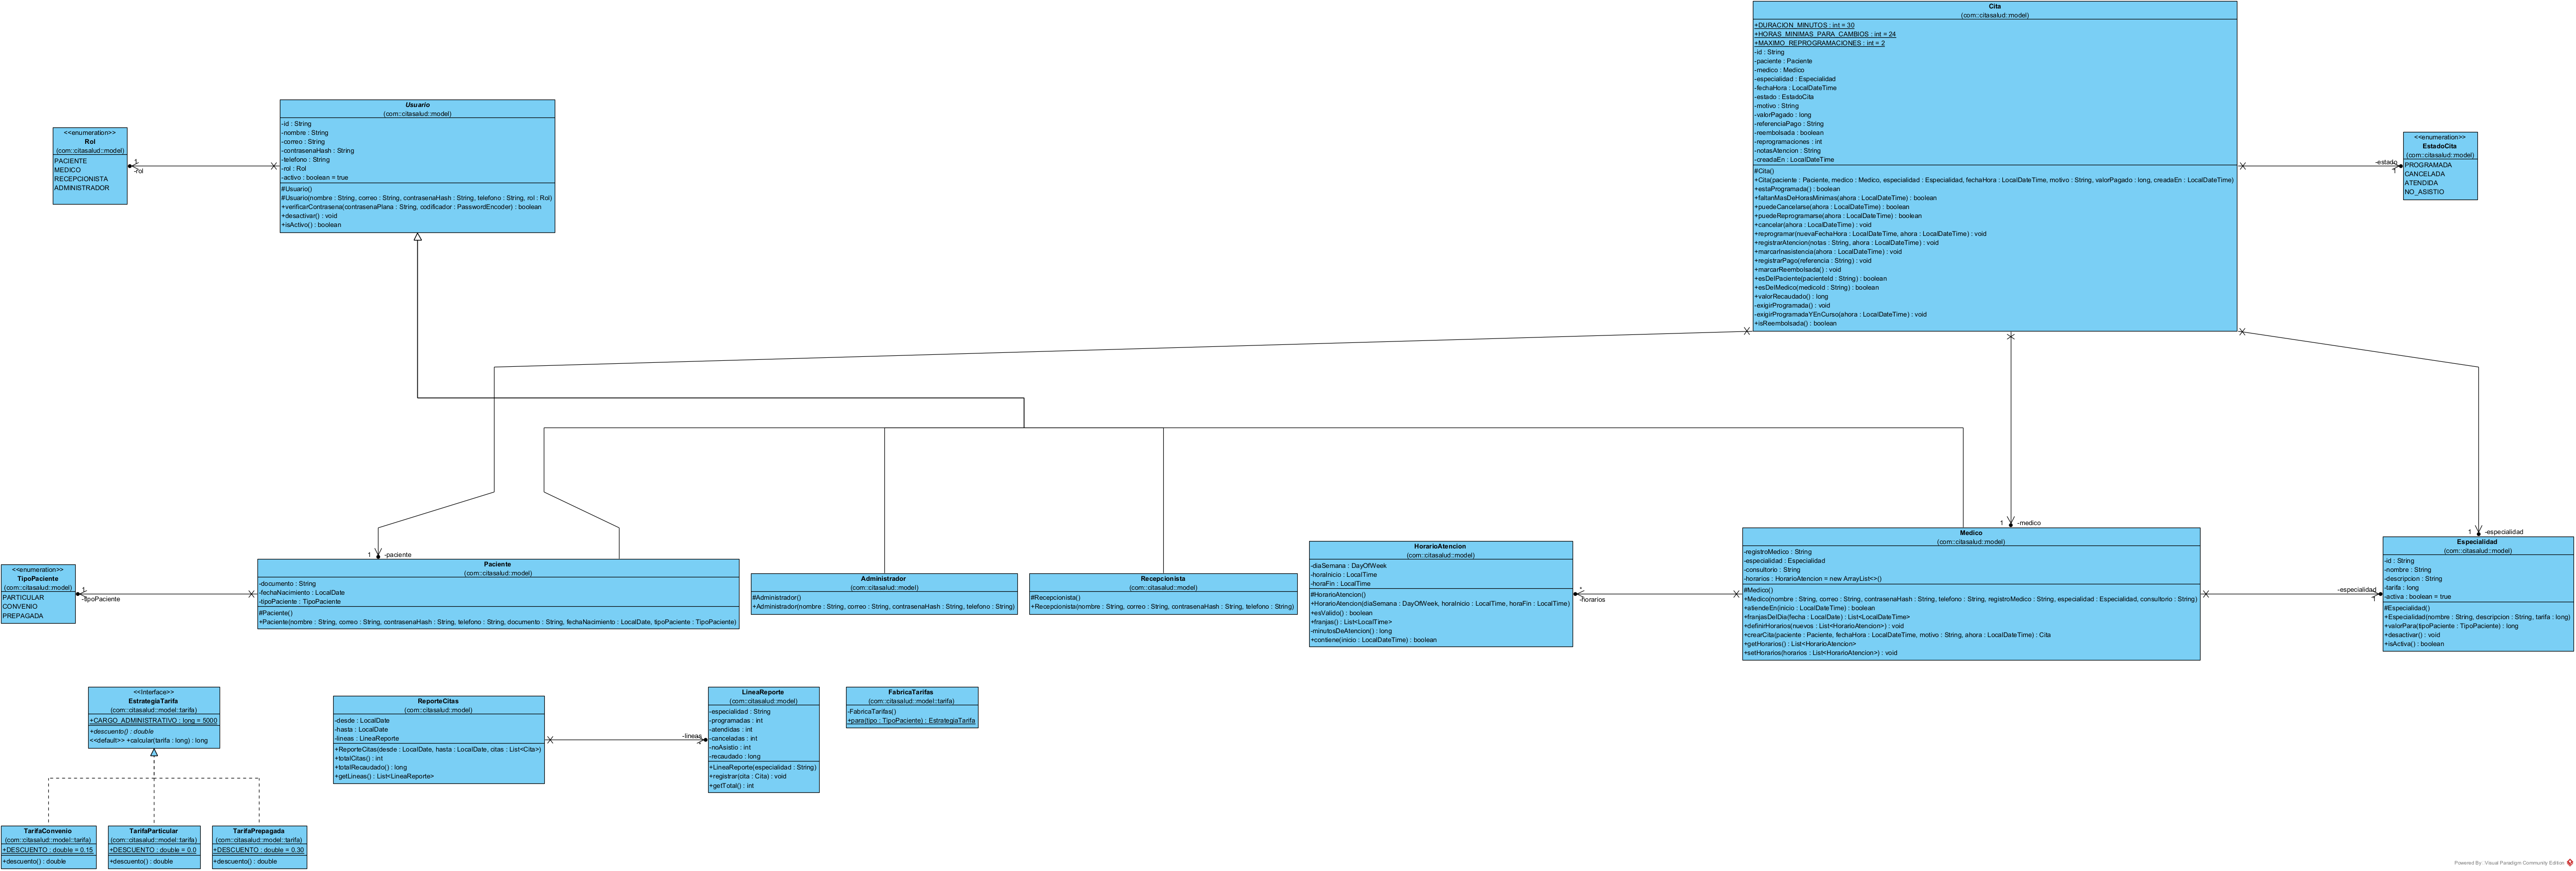 Cita
(com::citasalud::model)
+DURACION_MINUTOS : int = 30
+HORAS_MINIMAS_PARA_CAMBIOS : int = 24
+MAXIMO_REPROGRAMACIONES : int = 2
-id : String
-paciente : Paciente
-medico : Medico
-especialidad : Especialidad
-fechaHora : LocalDateTime
-estado : EstadoCita
-motivo : String
-valorPagado : long
-referenciaPago : String
-reembolsada : boolean
-reprogramaciones : int
-notasAtencion : String
-creadaEn : LocalDateTime
#Cita()
+Cita(paciente : Paciente, medico : Medico, especialidad : Especialidad, fechaHora : LocalDateTime, motivo : String, valorPagado : long, creadaEn : LocalDateTime)
+estaProgramada() : boolean
+faltanMasDeHorasMinimas(ahora : LocalDateTime) : boolean
+puedeCancelarse(ahora : LocalDateTime) : boolean
+puedeReprogramarse(ahora : LocalDateTime) : boolean
+cancelar(ahora : LocalDateTime) : void
+reprogramar(nuevaFechaHora : LocalDateTime, ahora : LocalDateTime) : void
+registrarAtencion(notas : String, ahora : LocalDateTime) : void
+marcarInasistencia(ahora : LocalDateTime) : void
+registrarPago(referencia : String) : void
+marcarReembolsada() : void
+esDelPaciente(pacienteId : String) : boolean
+esDelMedico(medicoId : String) : boolean
+valorRecaudado() : long
-exigirProgramada() : void
-exigirProgramadaYEnCurso(ahora : LocalDateTime) : void
+isReembolsada() : boolean
Usuario
(com::citasalud::model)
-id : String
-nombre : String
-correo : String
-contrasenaHash : String
-telefono : String
-rol : Rol
-activo : boolean = true
#Usuario()
#Usuario(nombre : String, correo : String, contrasenaHash : String, telefono : String, rol : Rol)
+verificarContrasena(contrasenaPlana : String, codificador : PasswordEncoder) : boolean
+desactivar() : void
+isActivo() : boolean
<<enumeration>>
Rol
(com::citasalud::model)
PACIENTE
MEDICO
RECEPCIONISTA
ADMINISTRADOR
1
-rol
<<enumeration>>
EstadoCita
(com::citasalud::model)
PROGRAMADA
CANCELADA
ATENDIDA
NO_ASISTIO
-estado
1
1
-paciente
1
-medico
1
-especialidad
<<enumeration>>
TipoPaciente
(com::citasalud::model)
PARTICULAR
CONVENIO
PREPAGADA
1
-tipoPaciente
Paciente
(com::citasalud::model)
-documento : String
-fechaNacimiento : LocalDate
-tipoPaciente : TipoPaciente
#Paciente()
+Paciente(nombre : String, correo : String, contrasenaHash : String, telefono : String, documento : String, fechaNacimiento : LocalDate, tipoPaciente : TipoPaciente)
Administrador
(com::citasalud::model)
#Administrador()
+Administrador(nombre : String, correo : String, contrasenaHash : String, telefono : String)
Recepcionista
(com::citasalud::model)
#Recepcionista()
+Recepcionista(nombre : String, correo : String, contrasenaHash : String, telefono : String)
HorarioAtencion
(com::citasalud::model)
-diaSemana : DayOfWeek
-horaInicio : LocalTime
-horaFin : LocalTime
#HorarioAtencion()
+HorarioAtencion(diaSemana : DayOfWeek, horaInicio : LocalTime, horaFin : LocalTime)
+esValido() : boolean
+franjas() : List<LocalTime>
-minutosDeAtencion() : long
+contiene(inicio : LocalDateTime) : boolean
*
-horarios
Medico
(com::citasalud::model)
-registroMedico : String
-especialidad : Especialidad
-consultorio : String
-horarios : HorarioAtencion = new ArrayList<>()
#Medico()
+Medico(nombre : String, correo : String, contrasenaHash : String, telefono : String, registroMedico : String, especialidad : Especialidad, consultorio : String)
+atiendeEn(inicio : LocalDateTime) : boolean
+franjasDelDia(fecha : LocalDate) : List<LocalDateTime>
+definirHorarios(nuevos : List<HorarioAtencion>) : void
+crearCita(paciente : Paciente, fechaHora : LocalDateTime, motivo : String, ahora : LocalDateTime) : Cita
+getHorarios() : List<HorarioAtencion>
+setHorarios(horarios : List<HorarioAtencion>) : void
-especialidad
1
Especialidad
(com::citasalud::model)
-id : String
-nombre : String
-descripcion : String
-tarifa : long
-activa : boolean = true
#Especialidad()
+Especialidad(nombre : String, descripcion : String, tarifa : long)
+valorPara(tipoPaciente : TipoPaciente) : long
+desactivar() : void
+isActiva() : boolean
<<Interface>>
EstrategiaTarifa
(com::citasalud::model::tarifa)
+CARGO_ADMINISTRATIVO : long = 5000
+descuento() : double
<<default>> +calcular(tarifa : long) : long
ReporteCitas
(com::citasalud::model)
-desde : LocalDate
-hasta : LocalDate
-lineas : LineaReporte
+ReporteCitas(desde : LocalDate, hasta : LocalDate, citas : List<Cita>)
+totalCitas() : int
+totalRecaudado() : long
+getLineas() : List<LineaReporte>
-lineas
*
LineaReporte
(com::citasalud::model)
-especialidad : String
-programadas : int
-atendidas : int
-canceladas : int
-noAsistio : int
-recaudado : long
+LineaReporte(especialidad : String)
+registrar(cita : Cita) : void
+getTotal() : int
FabricaTarifas
(com::citasalud::model::tarifa)
-FabricaTarifas()
+para(tipo : TipoPaciente) : EstrategiaTarifa
TarifaConvenio
(com::citasalud::model::tarifa)
+DESCUENTO : double = 0.15
+descuento() : double
TarifaParticular
(com::citasalud::model::tarifa)
+DESCUENTO : double = 0.0
+descuento() : double
TarifaPrepagada
(com::citasalud::model::tarifa)
+DESCUENTO : double = 0.30
+descuento() : double
Powered By: Visual Paradigm Community Edition